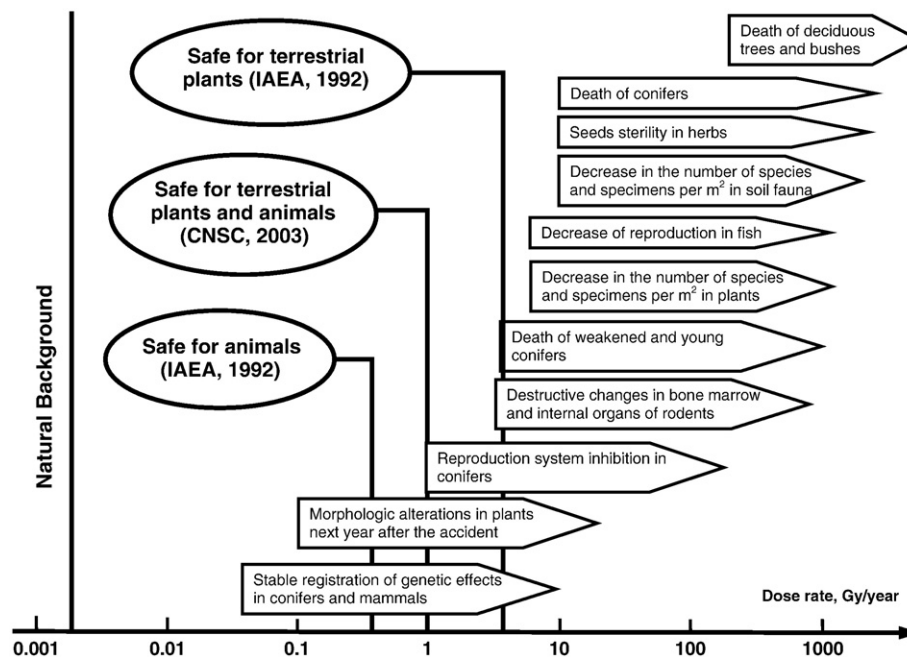 Death of deciduous
trees and bushes
Safe for terrestrial
plants (IAEA, 1992)
Death of conifers
Seeds sterility in herbs
Decrease in the number of species
and specimens per m² in soil fauna
Safe for terrestrial
plants and animals
(CNSC, 2003)
Decrease of reproduction in fish
Decrease in the number of species
and specimens per m² in plants
Safe for animals
(IAEA, 1992)
Death of weakened and young
conifers
Destructive changes in bone marrow
and internal organs of rodents
Natural Background
Reproduction system inhibition in
conifers
Morphologic alterations in plants
next year after the accident
Stable registration of genetic effects
in conifers and mammals
Dose rate, Gy/year
0.001 0.01 0.1 1 10 100 1000